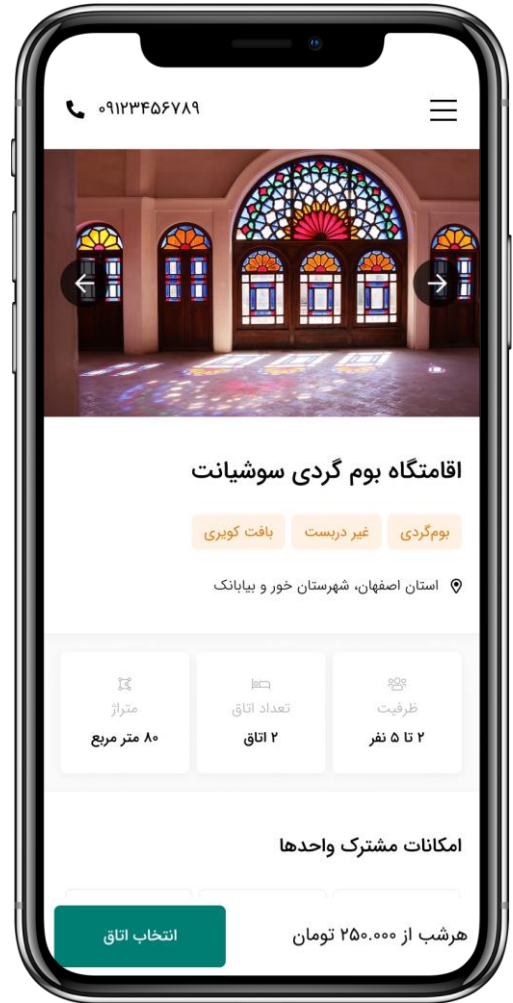 ۰۹۱۲۳۴۵۶۷۸۹
اقامتگاه بوم گردی سوشیانت
بوم‌گردی غیر دربست بافت کویری
استان اصفهان، شهرستان خور و بیابانک
ظرفیت تعداد اتاق متراژ
۲ تا ۵ نفر ۲ اتاق ۸۰ متر مربع
امکانات مشترک واحدها
هرشب از ۲۵۰.۰۰۰ تومان انتخاب اتاق